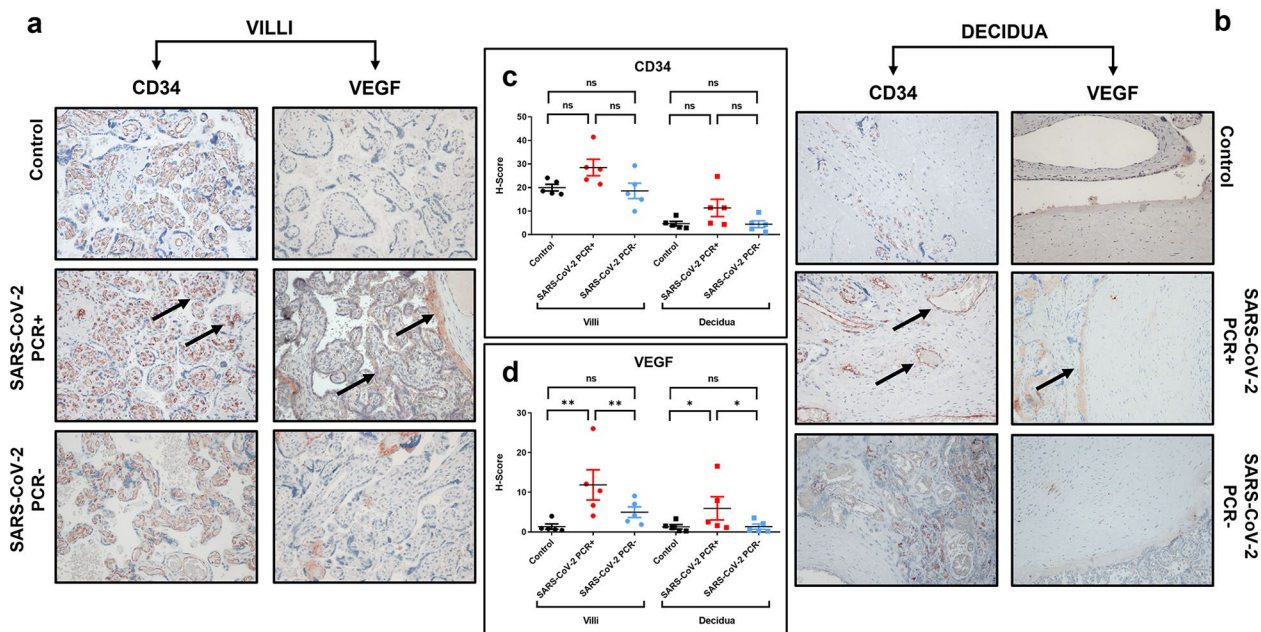 a
VILLI
CD34
VEGF
Control
SARS-CoV-2
PCR+
SARS-CoV-2
PCR-
c
CD34
ns
ns
ns
ns
ns
ns
50
40
30
20
10
0
H-Score
Control
SARS-CoV-2 PCR+
SARS-CoV-2 PCR-
Control
SARS-CoV-2 PCR+
SARS-CoV-2 PCR-
Villi
Decidua
d
VEGF
ns
ns
**
**
*
*
30
20
10
0
H-Score
Control
SARS-CoV-2 PCR+
SARS-CoV-2 PCR-
Control
SARS-CoV-2 PCR+
SARS-CoV-2 PCR-
Villi
Decidua
b
DECIDUA
CD34
VEGF
Control
SARS-CoV-2
PCR+
SARS-CoV-2
PCR-